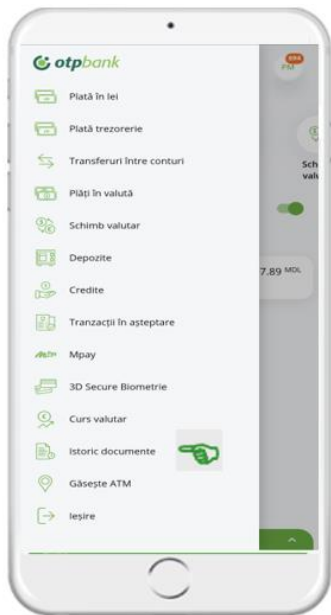 otpbank
Plată în lei
Plată trezorerie
Transferuri între conturi
Plăți în valută
Schimb valutar
Depozite
Credite
Tranzacții în așteptare
Mpay
3D Secure Biometrie
Curs valutar
Istoric documente
Găsește ATM
Ieșire
PM
7.89 MDL